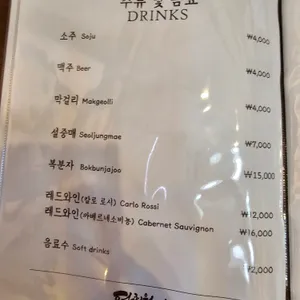 주류 및 음료
DRINKS
소주 Soju ₩4,000
맥주 Beer ₩4,000
막걸리 Makgeolli ₩4,000
설중매 Seoljungmae ₩7,000
복분자 Bokbunjajoo ₩15,000
레드와인(칼로 로시) Carlo Rossi ₩12,000
레드와인(까베르네소비뇽) Cabernet Sauvignon ₩16,000
음료수 Soft drinks ₩2,000